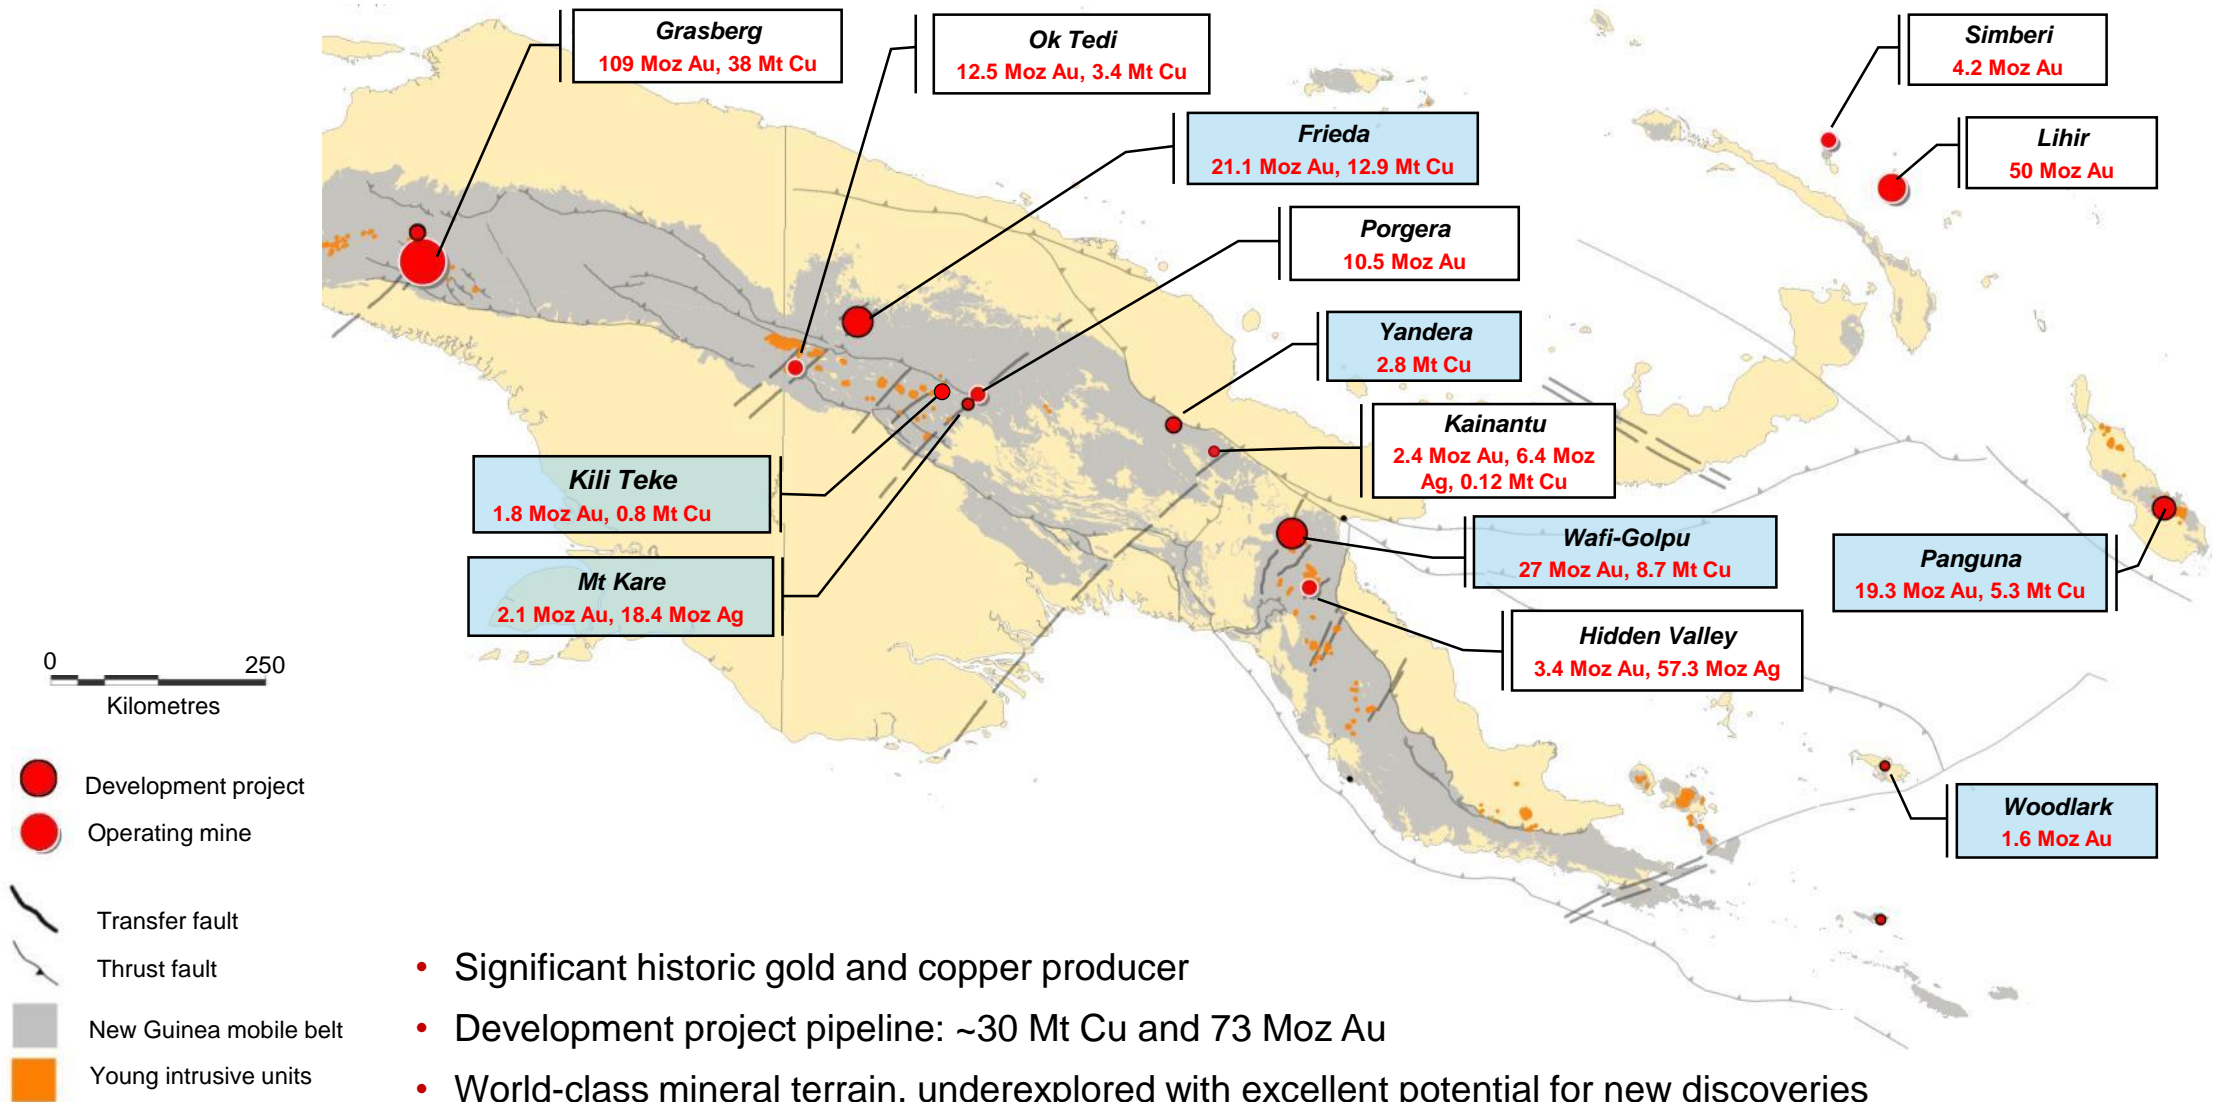 Grasberg
109 Moz Au, 38 Mt Cu
Ok Tedi
12.5 Moz Au, 3.4 Mt Cu
Simberi
4.2 Moz Au
Frieda
21.1 Moz Au, 12.9 Mt Cu
Lihir
50 Moz Au
Porgera
10.5 Moz Au
Yandera
2.8 Mt Cu
Kainantu
2.4 Moz Au, 6.4 Moz
Ag, 0.12 Mt Cu
Kili Teke
1.8 Moz Au, 0.8 Mt Cu
Wafi-Golpu
27 Moz Au, 8.7 Mt Cu
Panguna
19.3 Moz Au, 5.3 Mt Cu
Mt Kare
2.1 Moz Au, 18.4 Moz Ag
Hidden Valley
3.4 Moz Au, 57.3 Moz Ag
Woodlark
1.6 Moz Au
0 250
Kilometres
Development project
Operating mine
Transfer fault
Thrust fault
New Guinea mobile belt
Young intrusive units
• Significant historic gold and copper producer
• Development project pipeline: ~30 Mt Cu and 73 Moz Au
• World-class mineral terrain, underexplored with excellent potential for new discoveries